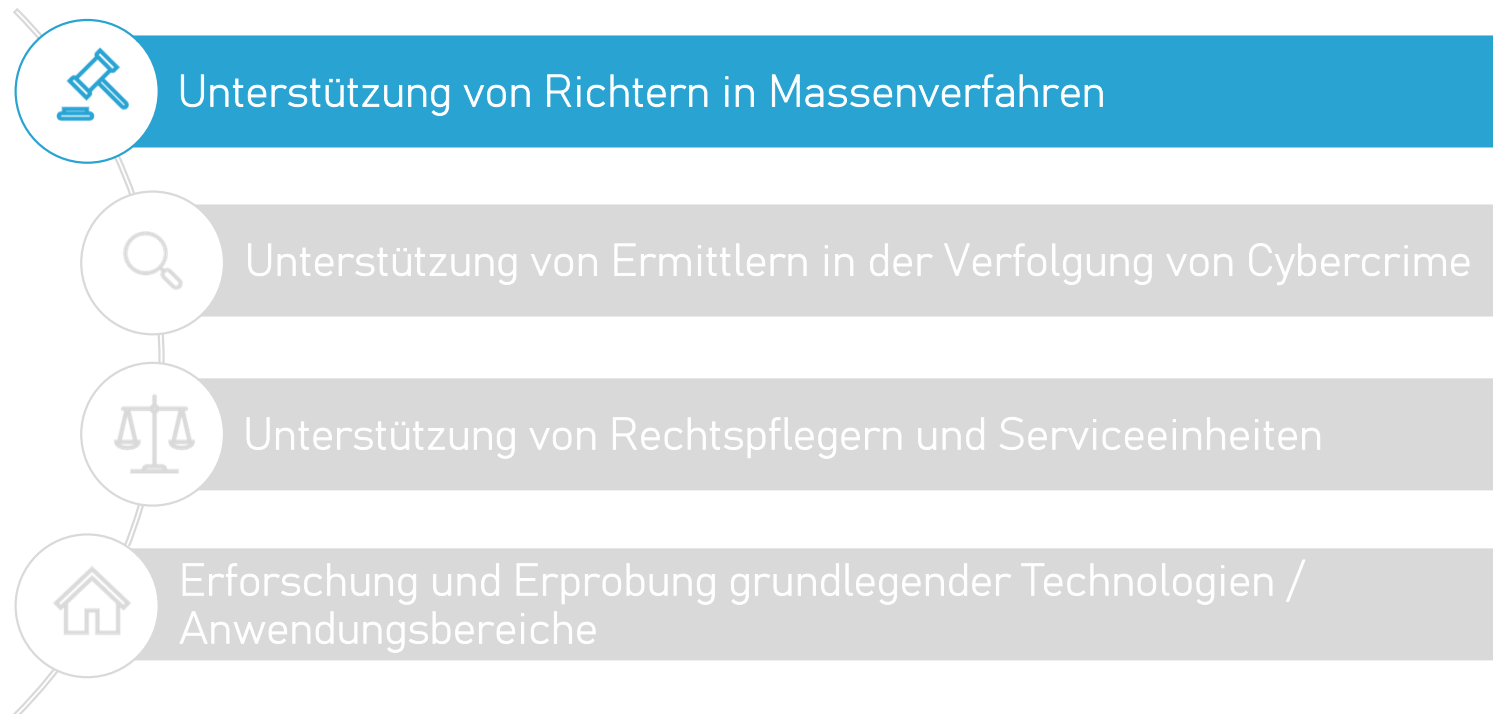 Unterstützung von Richtern in Massenverfahren
Unterstützung von Ermittlern in der Verfolgung von Cybercrime
Unterstützung von Rechtspflegern und Serviceeinheiten
Erforschung und Erprobung grundlegender Technologien /
Anwendungsbereiche